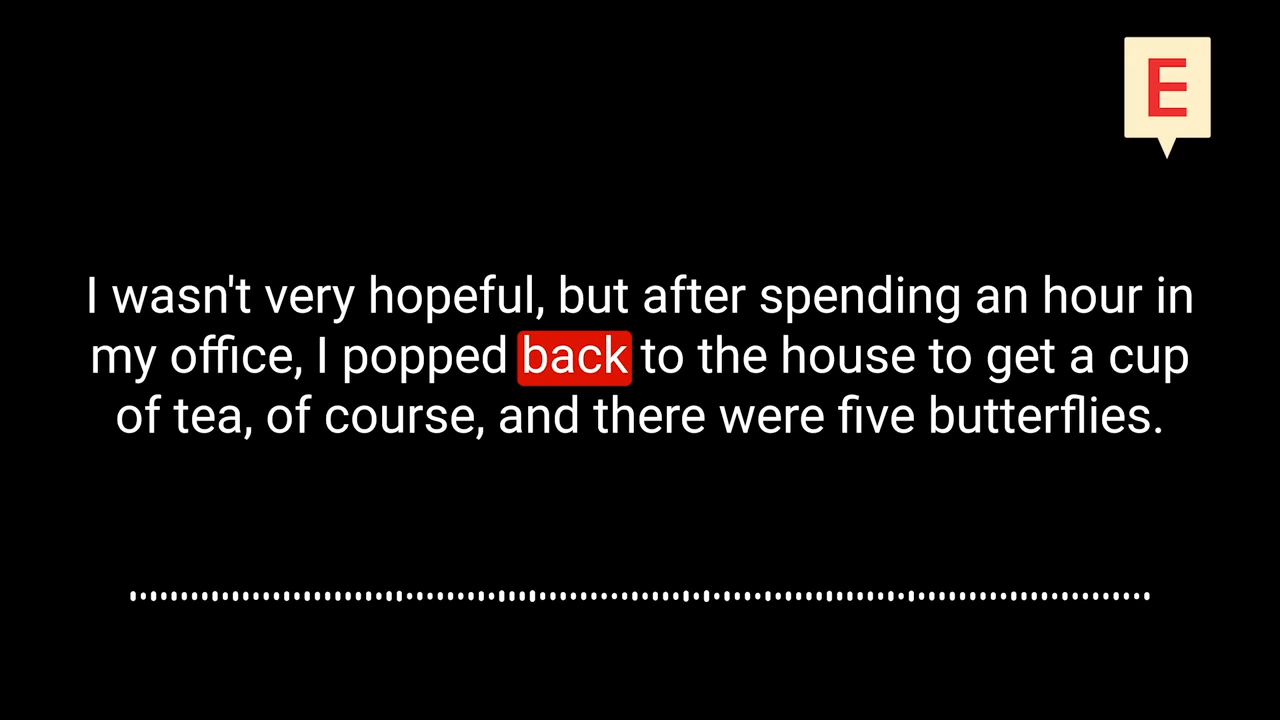 E
I wasn't very hopeful, but after spending an hour in
my office, I popped back to the house to get a cup
of tea, of course, and there were five butterflies.